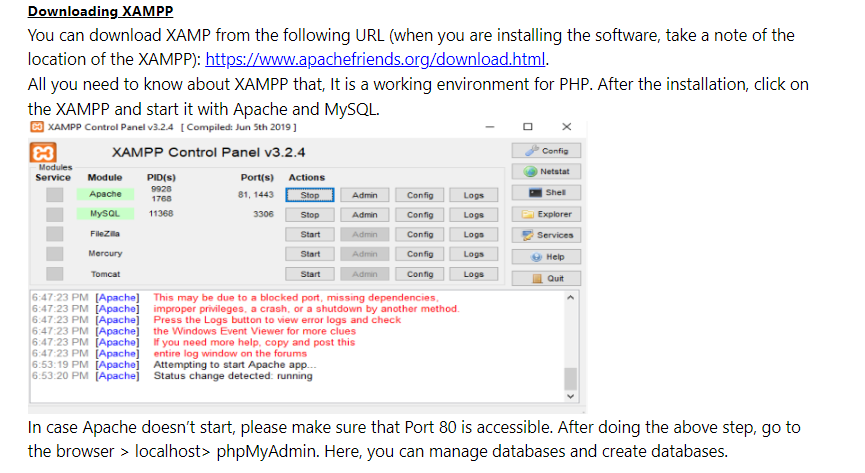 Downloading XAMPP
You can download XAMP from the following URL (when you are installing the software, take a note of the
location of the XAMPP): https://www.apachefriends.org/download.html.
All you need to know about XAMPP that, It is a working environment for PHP. After the installation, click on
the XAMPP and start it with Apache and MySQL.
XAMPP Control Panel v3.2.4 [ Compiled: Jun 5th 2019 ]
XAMPP Control Panel v3.2.4
Config
Modules
Service Module PID(s) Port(s) Actions
Netstat
Apache 9928 1768 81, 1443 Stop Admin Config Logs
Shell
MySQL 11368 3306 Stop Admin Config Logs
Explorer
FileZilla Start Admin Config Logs
Services
Mercury Start Admin Config Logs
Help
Tomcat Start Admin Config Logs
Quit
6:47:23 PM [Apache] This may be due to a blocked port, missing dependencies,
6:47:23 PM [Apache] improper privileges, a crash, or a shutdown by another method.
6:47:23 PM [Apache] Press the Logs button to view error logs and check
6:47:23 PM [Apache] the Windows Event Viewer for more clues
6:47:23 PM [Apache] If you need more help, copy and post this
6:47:23 PM [Apache] entire log window on the forums
6:53:19 PM [Apache] Attempting to start Apache app...
6:53:20 PM [Apache] Status change detected: running
In case Apache doesn't start, please make sure that Port 80 is accessible. After doing the above step, go to
the browser > localhost> phpMyAdmin. Here, you can manage databases and create databases.